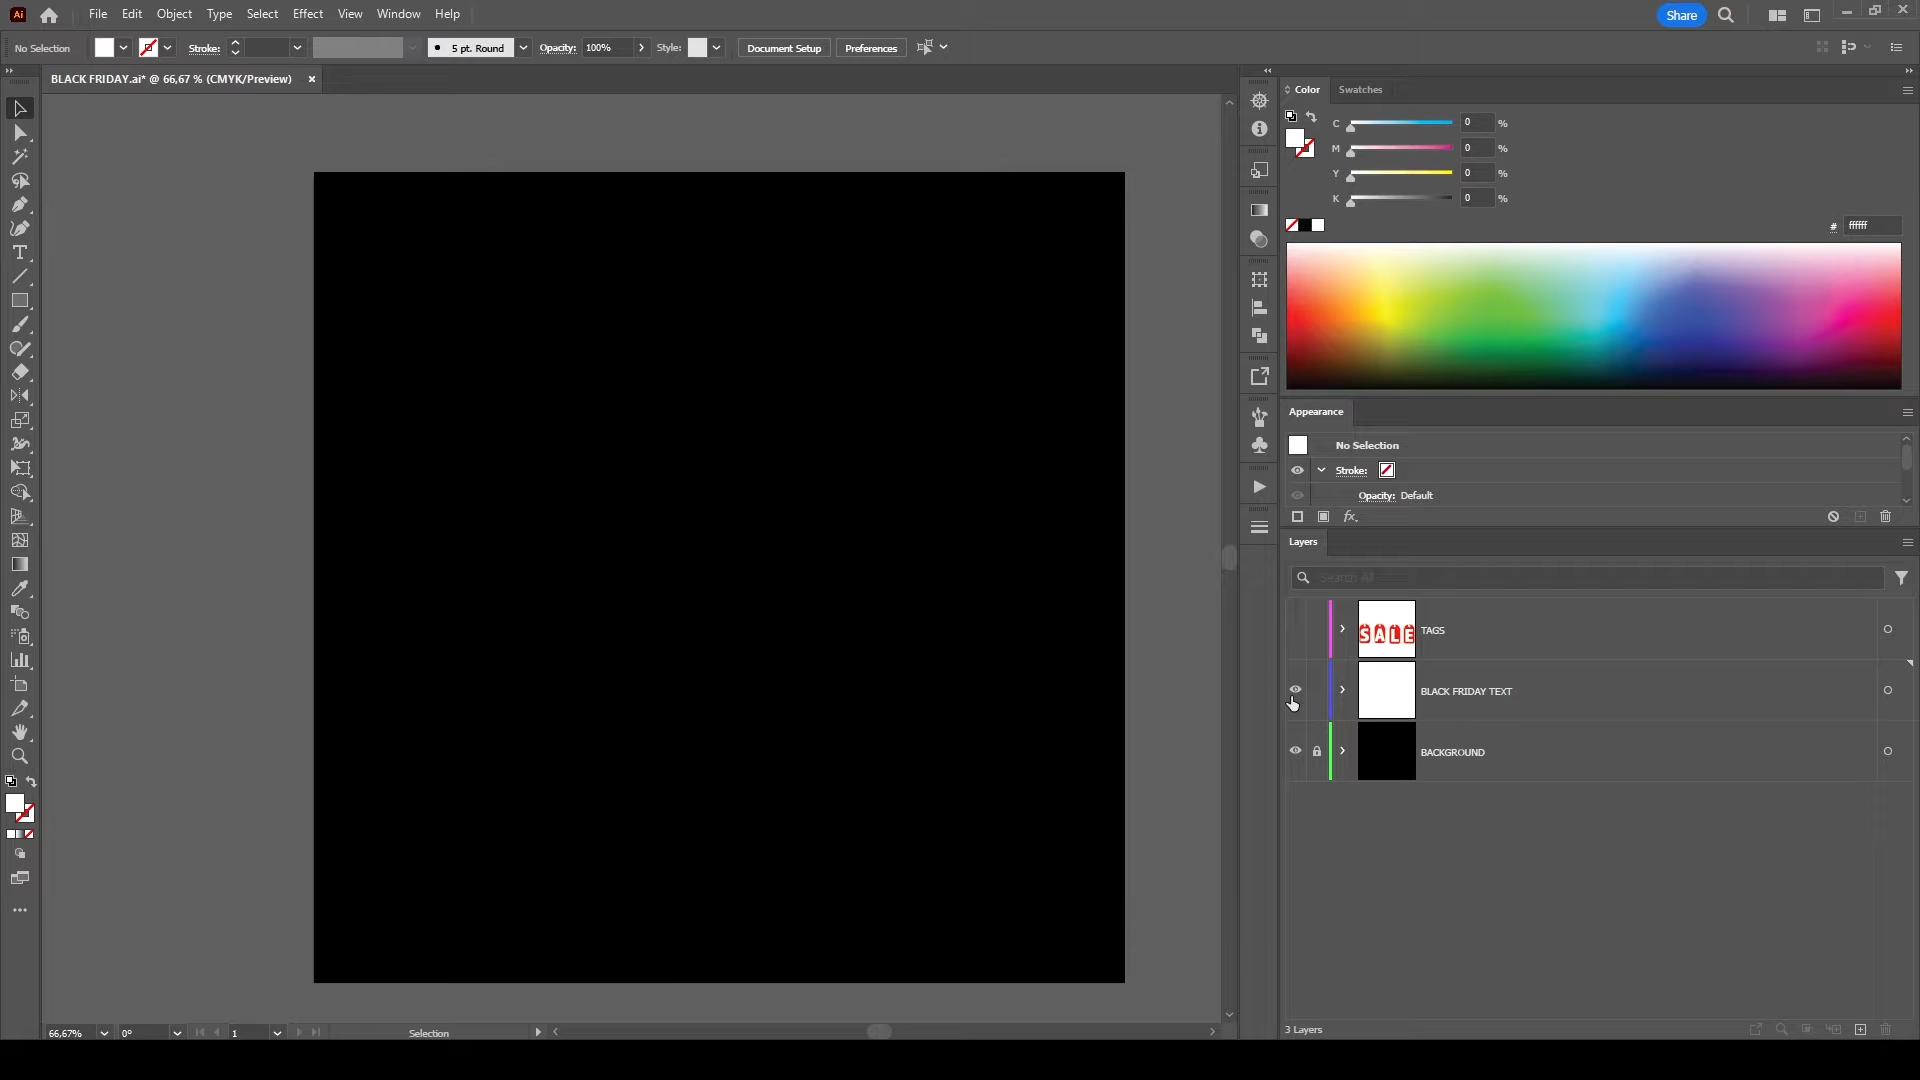 Ai File Edit Object Type Select Effect View Window Help Share
No Selection Stroke: 5 pt. Round Opacity: 100% Style: Document Setup Preferences
BLACK FRIDAY.ai* @ 66,67 % (CMYK/Preview) ×
Color Swatches
C 0 %
M 0 %
Y 0 %
K 0 %
# ffffff
Appearance
No Selection
Stroke:
Opacity: Default
fx.
Layers
Search All
SALE TAGS
BLACK FRIDAY TEXT
BACKGROUND
3 Layers
66,67% 0° 1 Selection